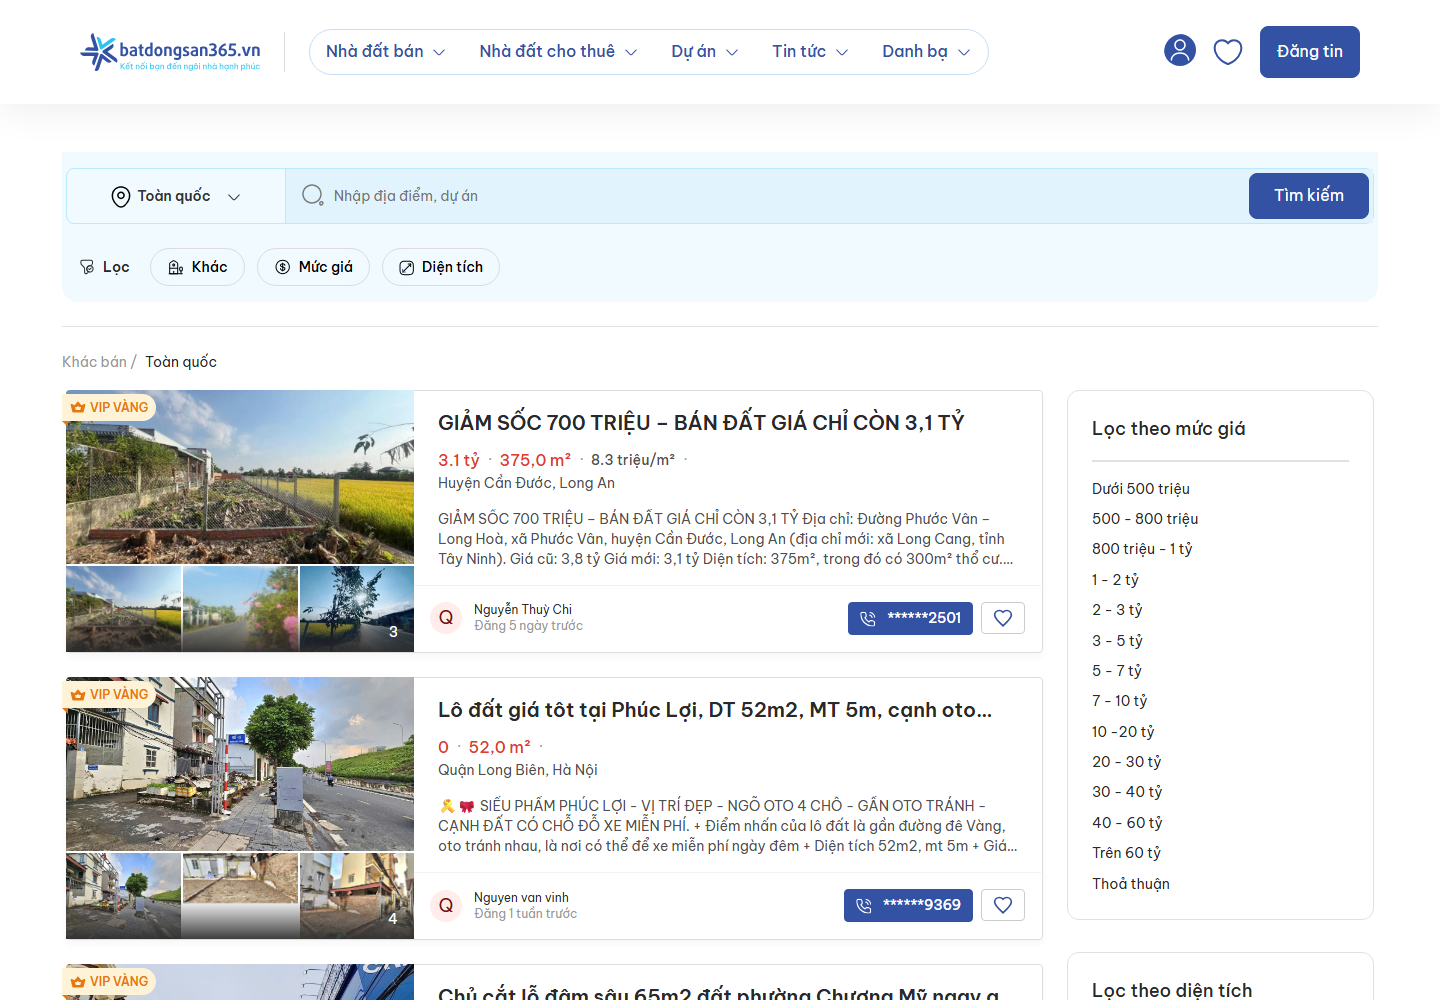 batdongsan365.vn
Kết nối bạn đến ngôi nhà hạnh phúc
Nhà đất bán
Nhà đất cho thuê
Dự án
Tin tức
Danh bạ
Đăng tin
Toàn quốc
Nhập địa điểm, dự án
Tìm kiếm
Lọc
Khác
Mức giá
Diện tích
Khác bán / Toàn quốc
VIP VÀNG
3
GIẢM SỐC 700 TRIỆU – BÁN ĐẤT GIÁ CHỈ CÒN 3,1 TỶ
3.1 tỷ · 375,0 m² · 8.3 triệu/m² ·
Huyện Cần Đước, Long An
GIẢM SỐC 700 TRIỆU – BÁN ĐẤT GIÁ CHỈ CÒN 3,1 TỶ Địa chỉ: Đường Phước Vân –
Long Hoà, xã Phước Vân, huyện Cần Đước, Long An (địa chỉ mới: xã Long Cang, tỉnh
Tây Ninh). Giá cũ: 3,8 tỷ Giá mới: 3,1 tỷ Diện tích: 375m², trong đó có 300m² thổ cư....
Q
Nguyễn Thuỳ Chi
Đăng 5 ngày trước
******2501
VIP VÀNG
4
Lô đất giá tôt tại Phúc Lợi, DT 52m2, MT 5m, cạnh oto...
0 · 52,0 m² ·
Quận Long Biên, Hà Nội
SIÊU PHẨM PHÚC LỢI - VỊ TRÍ ĐẸP - NGÕ OTO 4 CHỖ - GẦN OTO TRÁNH -
CẠNH ĐẤT CÓ CHỖ ĐỖ XE MIỄN PHÍ. + Điểm nhấn của lô đất là gần đường đê Vàng,
oto tránh nhau, là nơi có thể để xe miễn phí ngày đêm + Diện tích 52m2, mt 5m + Giá...
Q
Nguyen van vinh
Đăng 1 tuần trước
******9369
VIP VÀNG
Chủ cắt lỗ đậm sâu 65m2 đất phường Chương Mỹ ngay g...
Lọc theo mức giá
Dưới 500 triệu
500 - 800 triệu
800 triệu - 1 tỷ
1 - 2 tỷ
2 - 3 tỷ
3 - 5 tỷ
5 - 7 tỷ
7 - 10 tỷ
10 -20 tỷ
20 - 30 tỷ
30 - 40 tỷ
40 - 60 tỷ
Trên 60 tỷ
Thoả thuận
Lọc theo diện tích